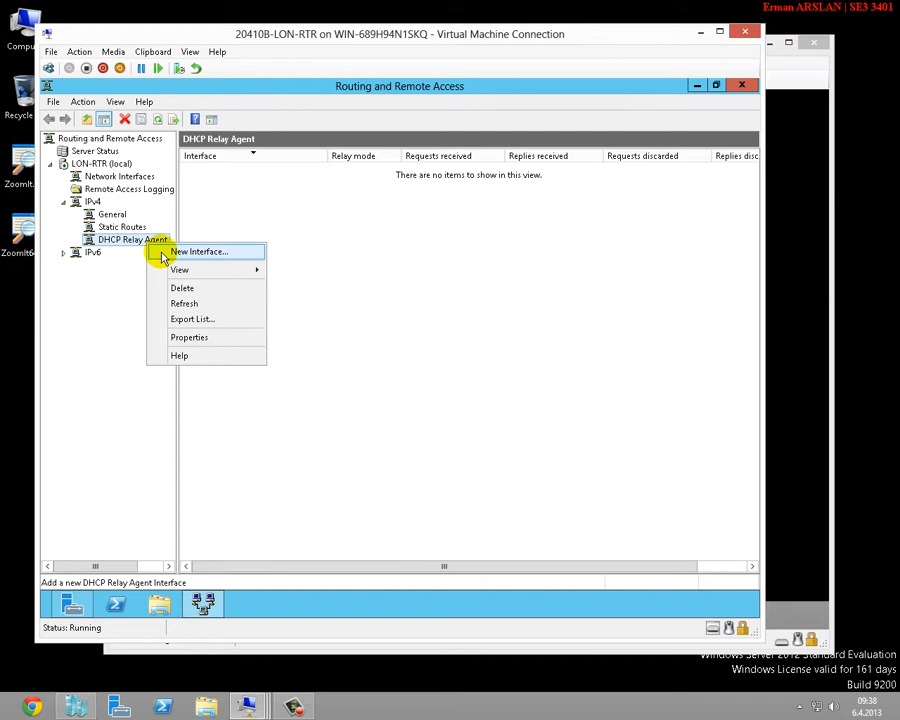 Erman ARSLAN | SE3 3401
20410B-LON-RTR on WIN-689H94N1SKQ - Virtual Machine Connection
File Action Media Clipboard View Help
Routing and Remote Access
File Action View Help
Routing and Remote Access
Server Status
LON-RTR (local)
Network Interfaces
Remote Access Logging
IPv4
General
Static Routes
DHCP Relay Agent
IPv6
DHCP Relay Agent
Interface Relay mode Requests received Replies received Requests discarded Replies disc
There are no items to show in this view.
New Interface...
View
Delete
Refresh
Export List...
Properties
Help
Add a new DHCP Relay Agent Interface
Status: Running
Compu
Recycle
ZoomIt.
ZoomIt6
Windows Server 2012 Standard Evaluation
Windows License valid for 161 days
Build 9200
09:38
6.4.2013